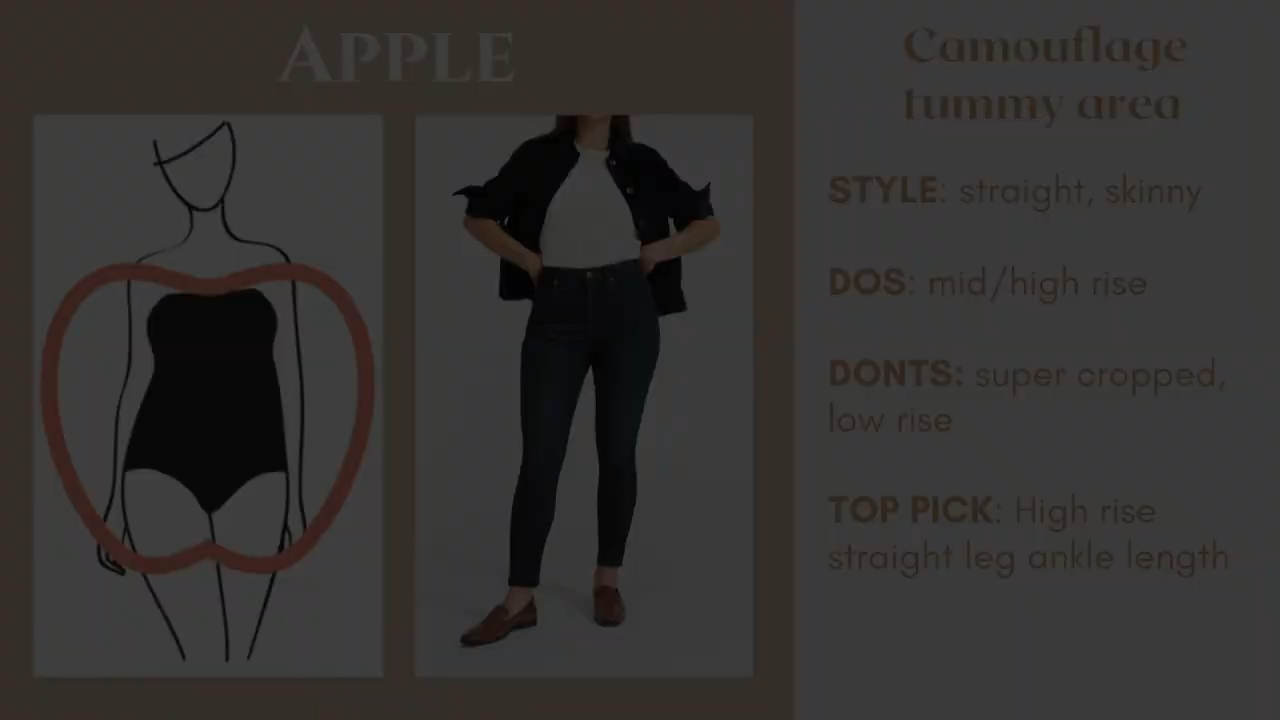 APPLE
Camouflage
tummy area
STYLE: straight, skinny
DOS: mid/high rise
DONTS: super cropped,
low rise
TOP PICK: High rise
straight leg ankle length